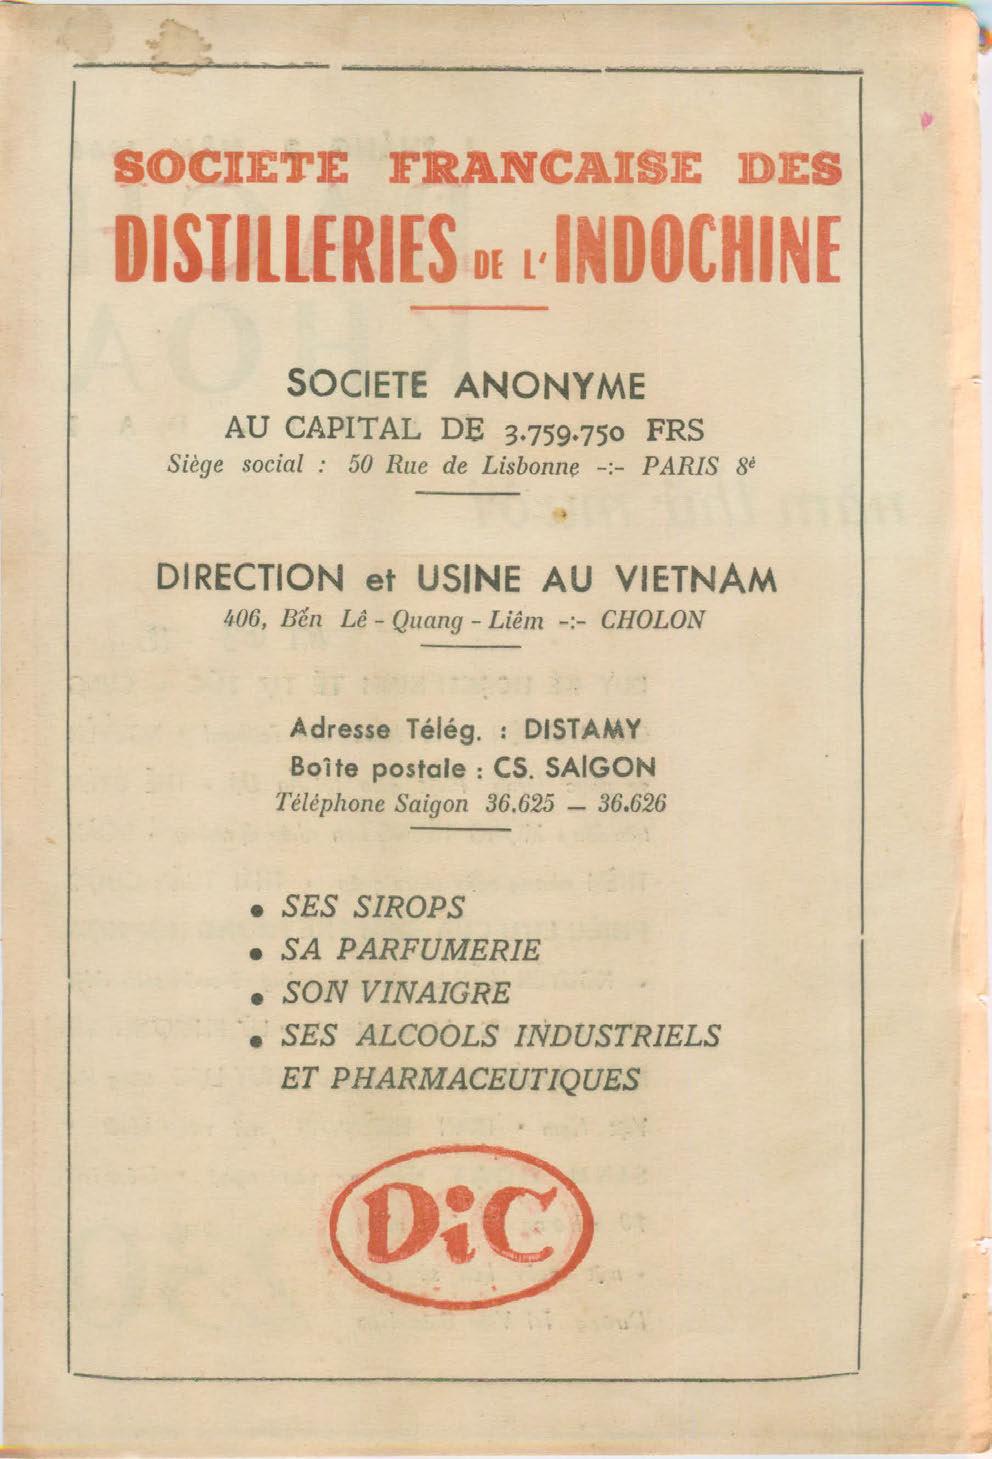 SOCIETE FRANCAISE DES
DISTILLERIES DE L'INDOCHINE
SOCIETE ANONYME
AU CAPITAL DE 3.759.750 FRS
Siège social : 50 Rue de Lisbonne -:- PARIS 8è
DIRECTION et USINE AU VIETNAM
406, Bến Lê - Quang - Liêm -:- CHOLON
Adresse Télég. : DISTAMY
Boîte postale : CS. SAIGON
Téléphone Saigon 36.625 — 36.626
• SES SIROPS
• SA PARFUMERIE
• SON VINAIGRE
• SES ALCOOLS INDUSTRIELS
ET PHARMACEUTIQUES
DiC